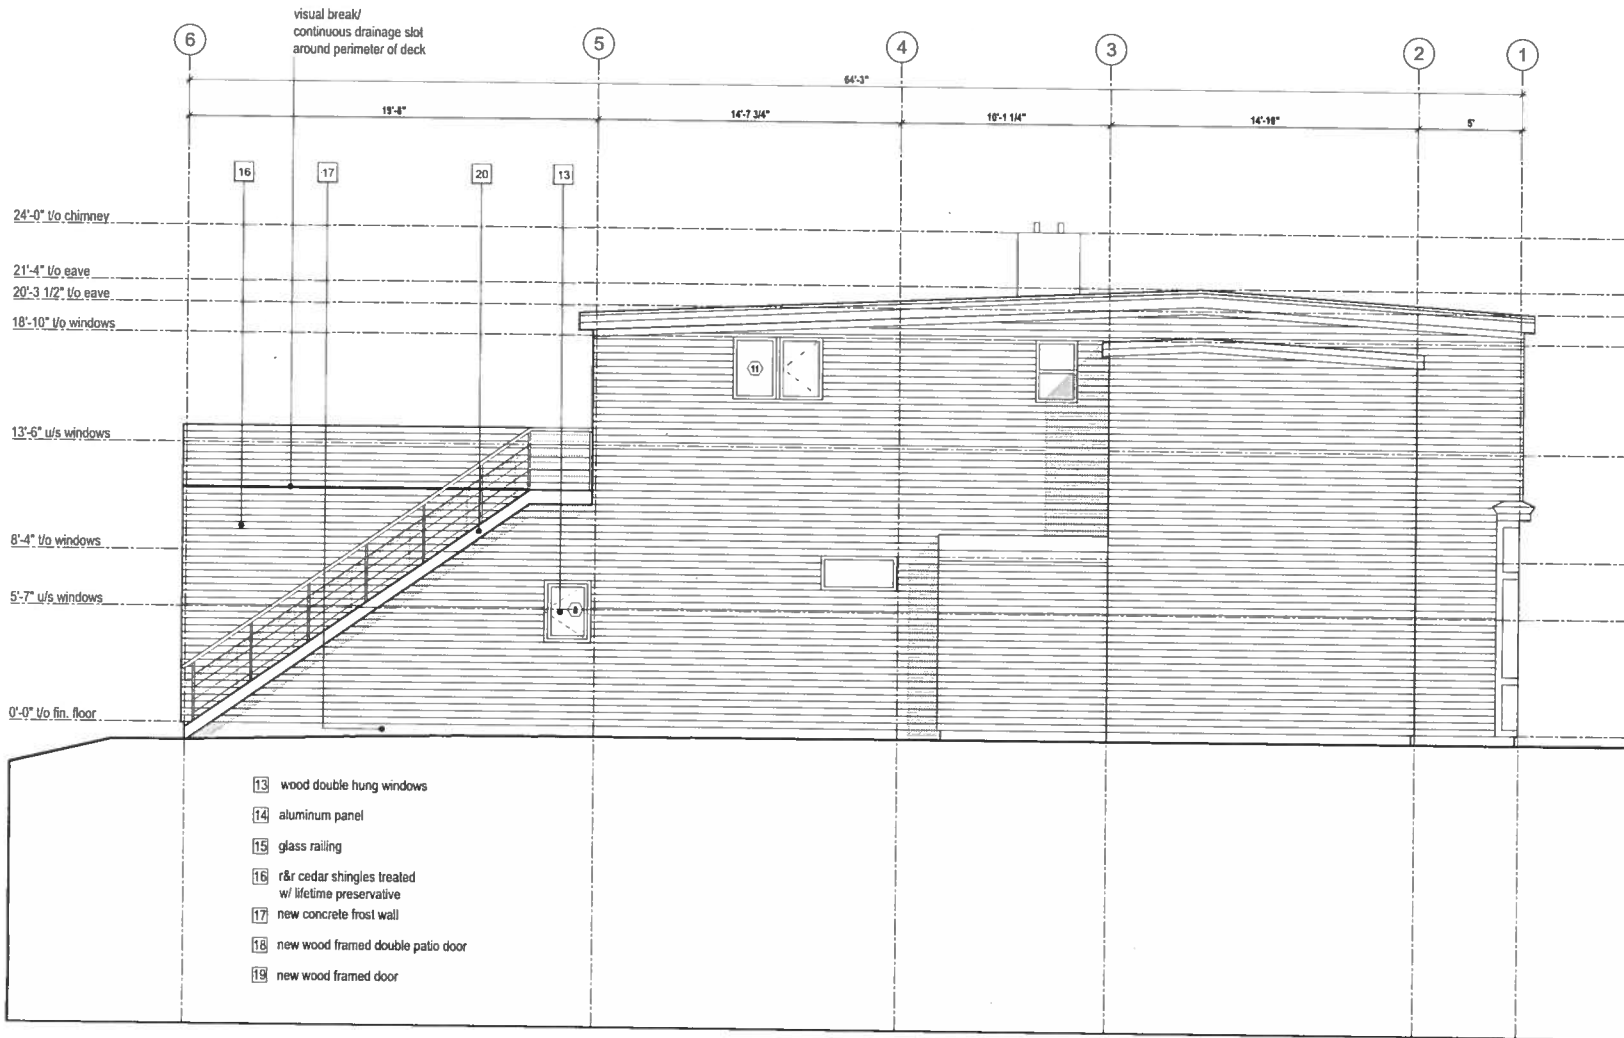 visual break/
continuous drainage slot
around perimeter of deck
6
5
4
3
2
1
64'-3"
19'-8"
14'-7 3/4"
10'-1 1/4"
14'-10"
5'
16
17
20
13
24'-0" t/o chimney
21'-4" t/o eave
20'-3 1/2" t/o eave
18'-10" t/o windows
11
13'-6" u/s windows
8'-4" t/o windows
5'-7" u/s windows
0'-0" t/o fin. floor
13 wood double hung windows
14 aluminum panel
15 glass railing
16 r&r cedar shingles treated
w/ lifetime preservative
17 new concrete frost wall
18 new wood framed double patio door
19 new wood framed door